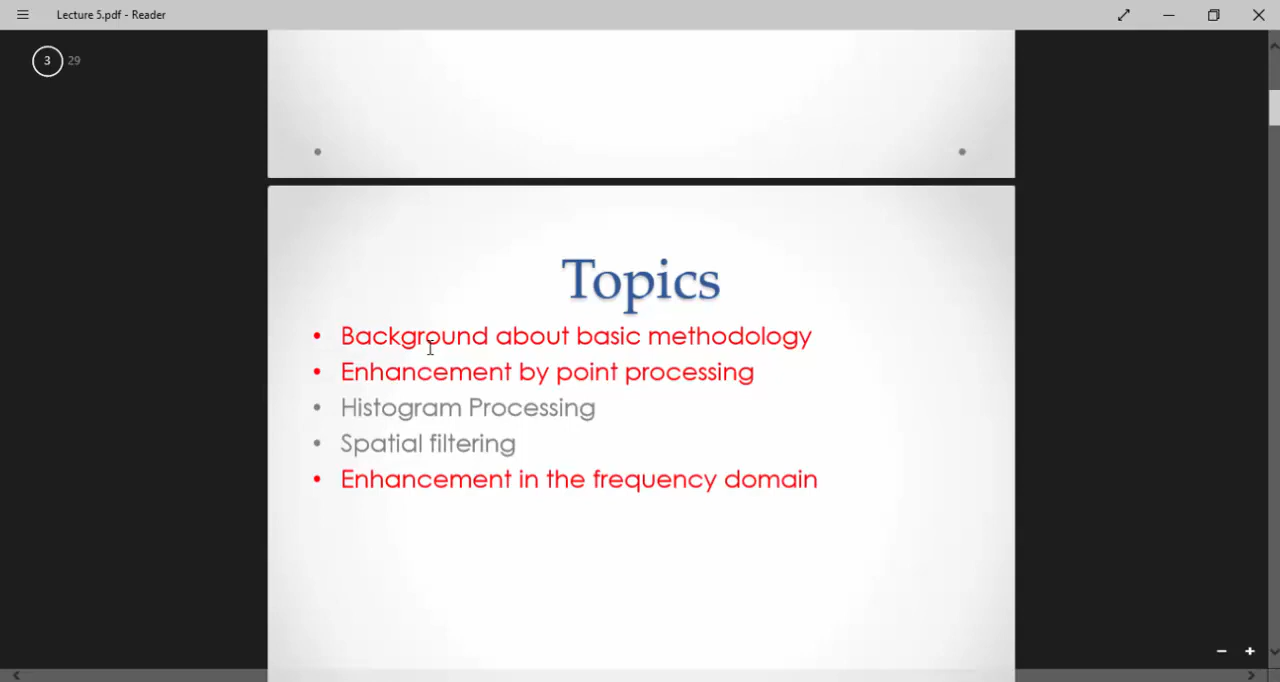 Lecture 5.pdf - Reader
3 29
Topics
• Background about basic methodology
• Enhancement by point processing
• Histogram Processing
• Spatial filtering
• Enhancement in the frequency domain